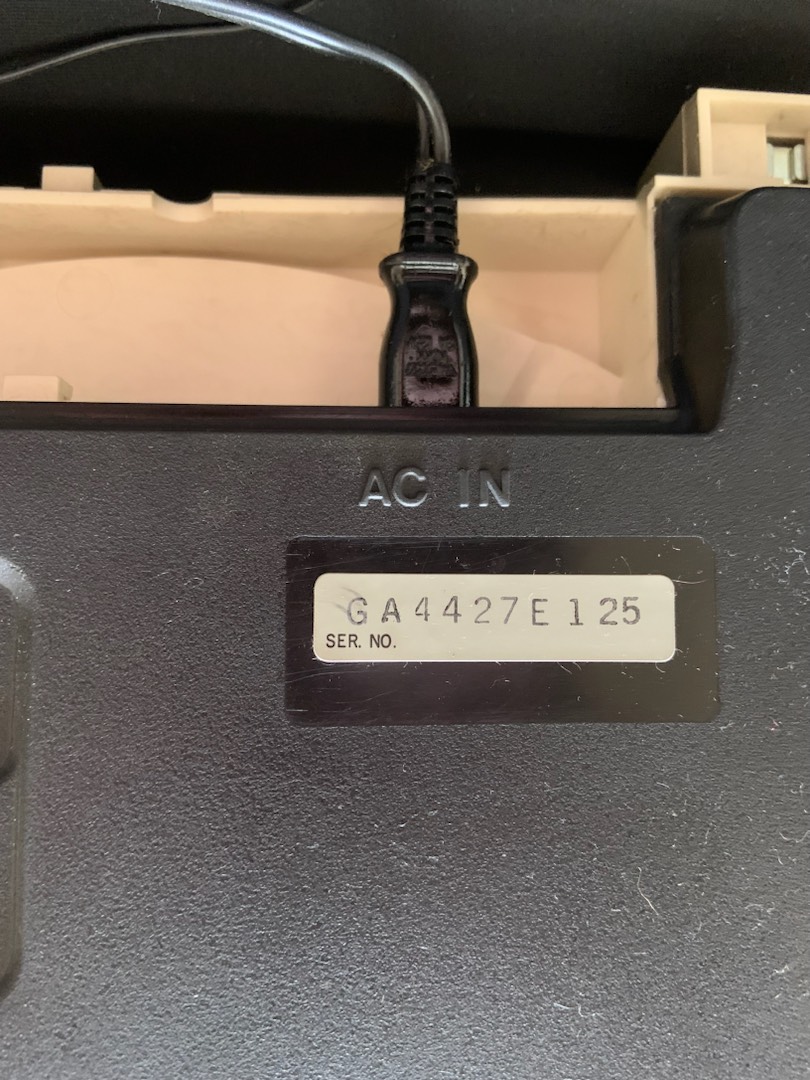 AC IN
GA4427E125
SER. NO.